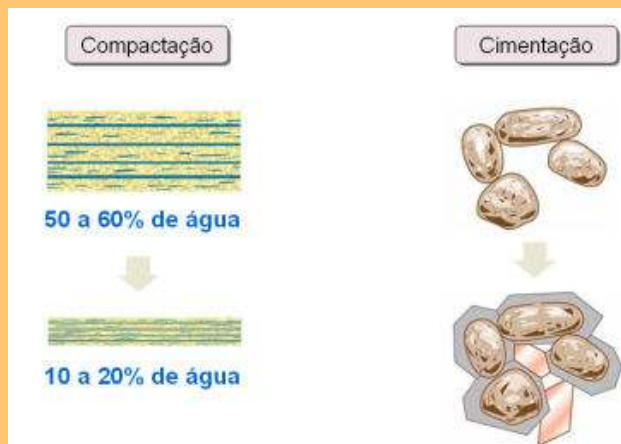 Compactação
Cimentação
50 a 60% de água
10 a 20% de água